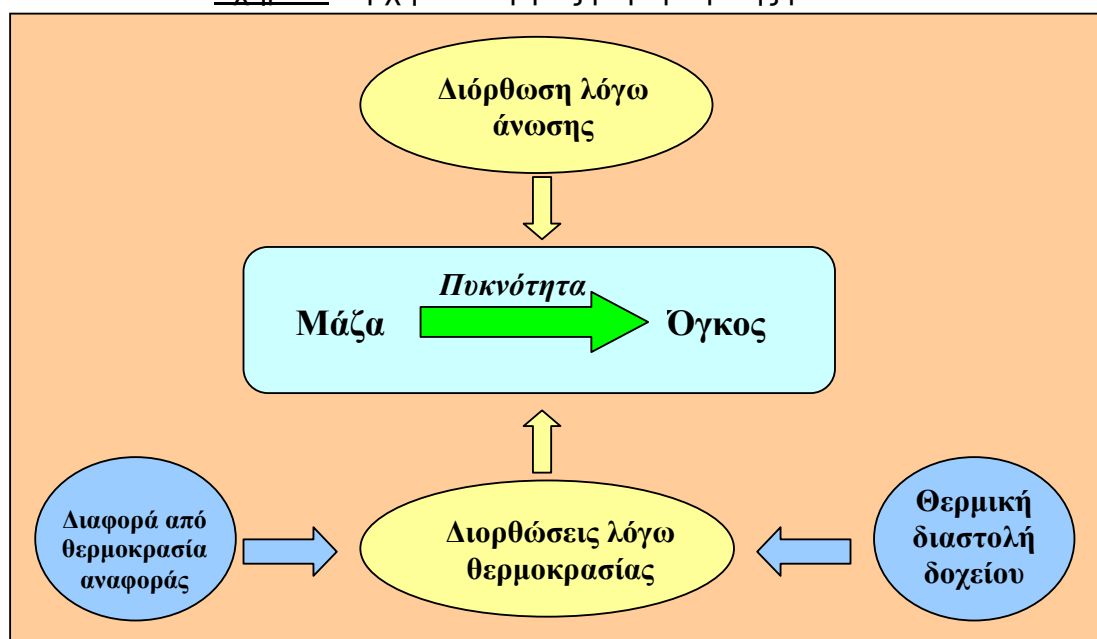 Διόρθωση λόγω
άνωσης
Πυκνότητα
Μάζα
Όγκος
Διαφορά από
θερμοκρασία
αναφοράς
Διορθώσεις λόγω
θερμοκρασίας
Θερμική
διαστολή
δοχείου